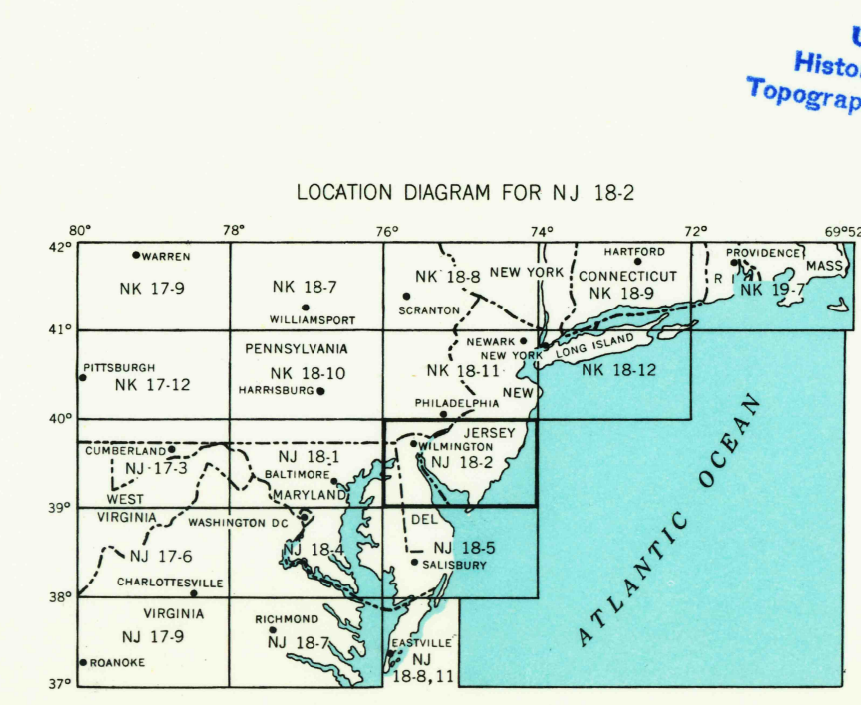 U
Histo
Topograp
LOCATION DIAGRAM FOR NJ 18-2
80° 78° 76° 74° 72° 69°52
42°
WARREN
NK 17-9
NK 18-7
WILLIAMSPORT
NK 18-8
SCRANTON
NEW YORK
HARTFORD
CONNECTICUT
NK 18-9
PROVIDENCE
R I
MASS
NK 19-7
41°
PITTSBURGH
NK 17-12
PENNSYLVANIA
NK 18-10
HARRISBURG
NEWARK
NEW YORK
NK 18-11
LONG ISLAND
NK 18-12
NEW
PHILADELPHIA
40°
JERSEY
CUMBERLAND
NJ 17-3
NJ 18-1
BALTIMORE
MARYLAND
WILMINGTON
NJ 18-2
WEST
39°
VIRGINIA
WASHINGTON DC
DEL
NJ 17-6
NJ 18-4
NJ 18-5
SALISBURY
CHARLOTTESVILLE
38°
VIRGINIA
NJ 17-9
RICHMOND
NJ 18-7
EASTVILLE
NJ
18-8,11
ROANOKE
37°
ATLANTIC OCEAN